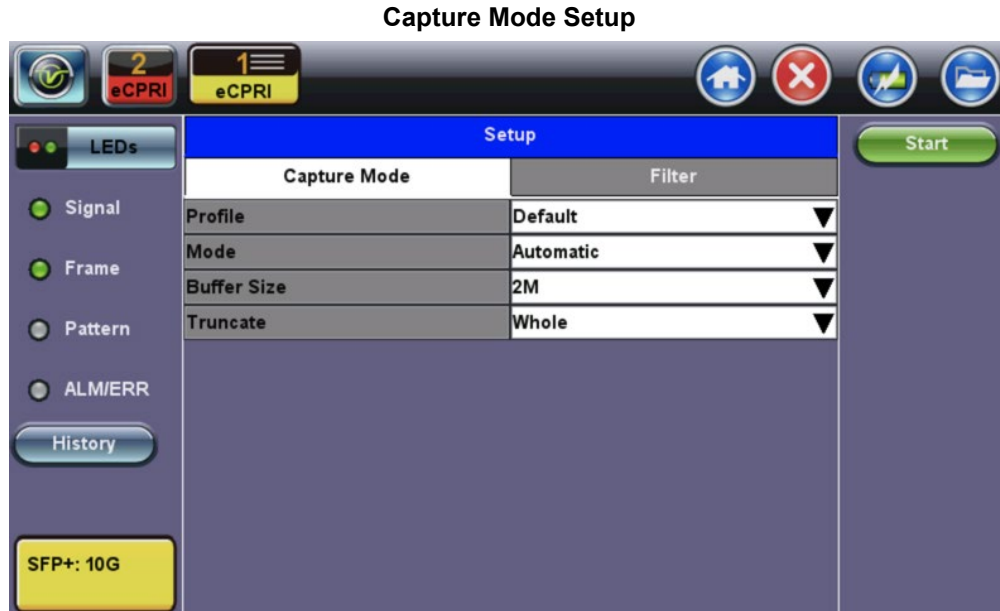 Capture Mode Setup
2
eCPRI
1
eCPRI
LEDs
Setup
Start
Capture Mode
Filter
Signal
Profile
Default
Mode
Automatic
Frame
Buffer Size
2M
Truncate
Whole
Pattern
ALM/ERR
History
SFP+: 10G